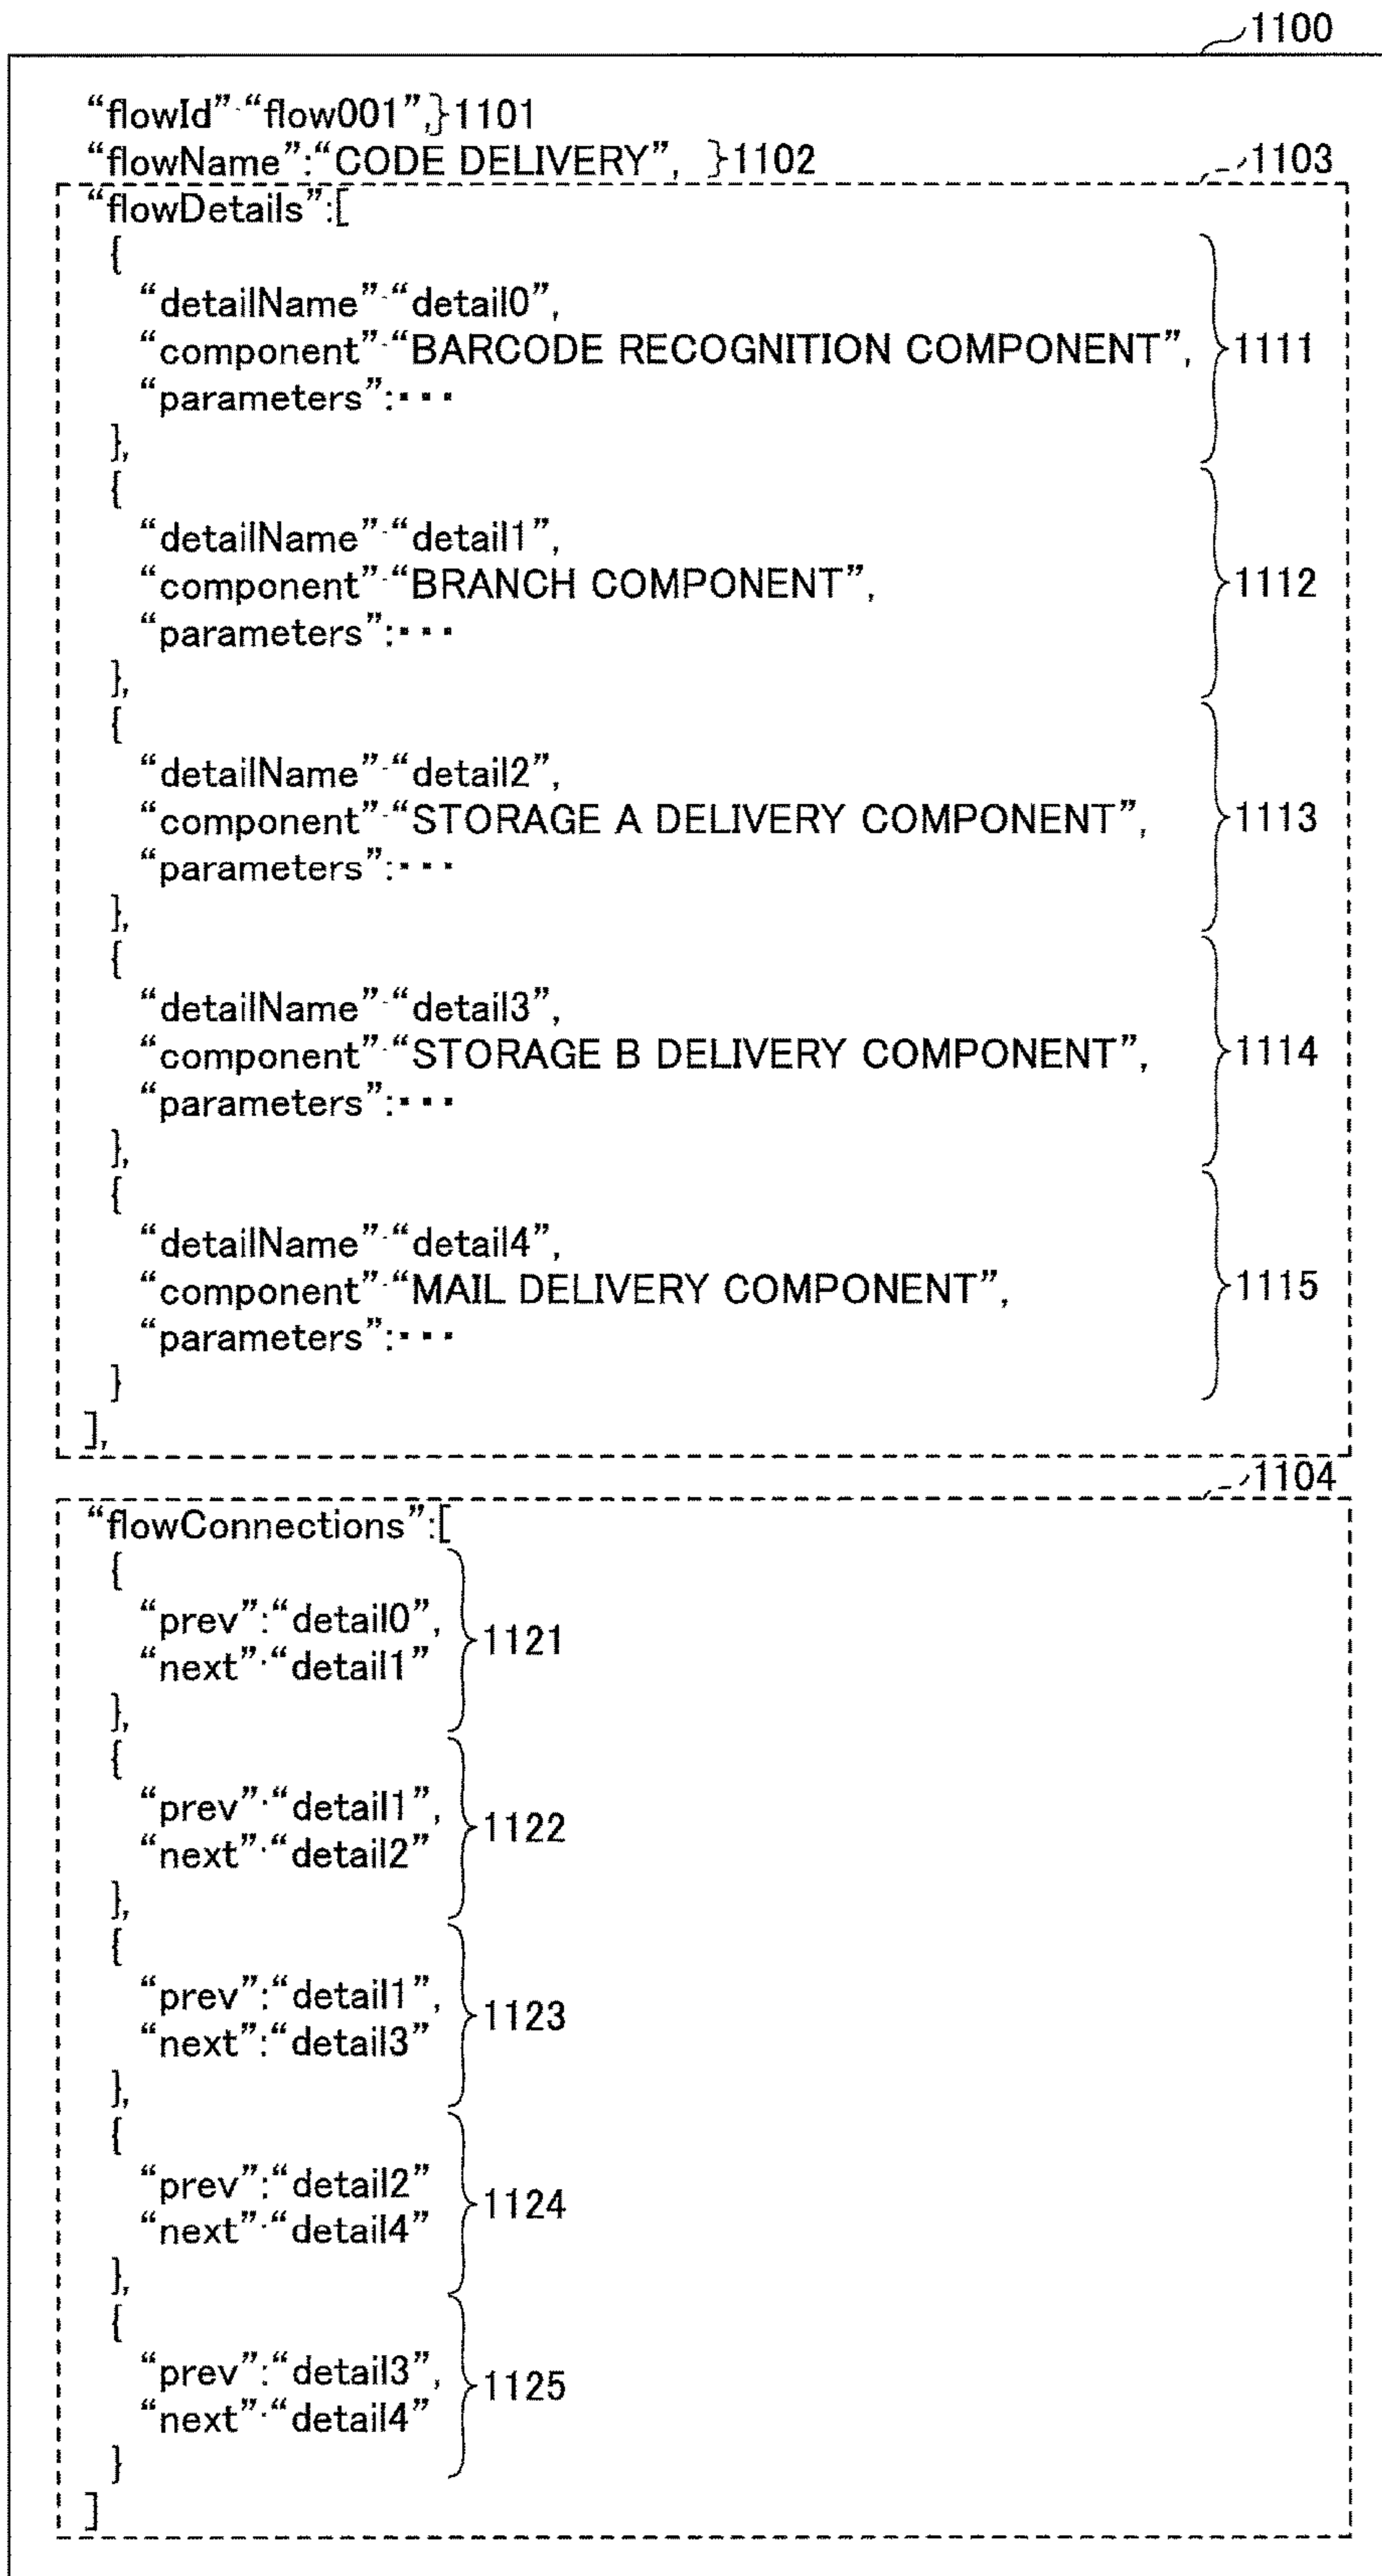 1100
“flowId”:“flow001”,}1101
“flowName”:“CODE DELIVERY”, }1102
1103
“flowDetails”:[
{
“detailName”:“detail0”,
“component”:“BARCODE RECOGNITION COMPONENT”,
“parameters”:･･･
},
1111
{
“detailName”:“detail1”,
“component”:“BRANCH COMPONENT”,
“parameters”:･･･
},
1112
{
“detailName”:“detail2”,
“component”:“STORAGE A DELIVERY COMPONENT”,
“parameters”:･･･
},
1113
{
“detailName”:“detail3”,
“component”:“STORAGE B DELIVERY COMPONENT”,
“parameters”:･･･
},
1114
{
“detailName”:“detail4”,
“component”:“MAIL DELIVERY COMPONENT”,
“parameters”:･･･
}
1115
],
1104
“flowConnections”:[
{
“prev”:“detail0”,
“next”:“detail1”
},
1121
{
“prev”:“detail1”,
“next”:“detail2”
},
1122
{
“prev”:“detail1”,
“next”:“detail3”
},
1123
{
“prev”:“detail2”
“next”:“detail4”
},
1124
{
“prev”:“detail3”,
“next”:“detail4”
}
1125
]